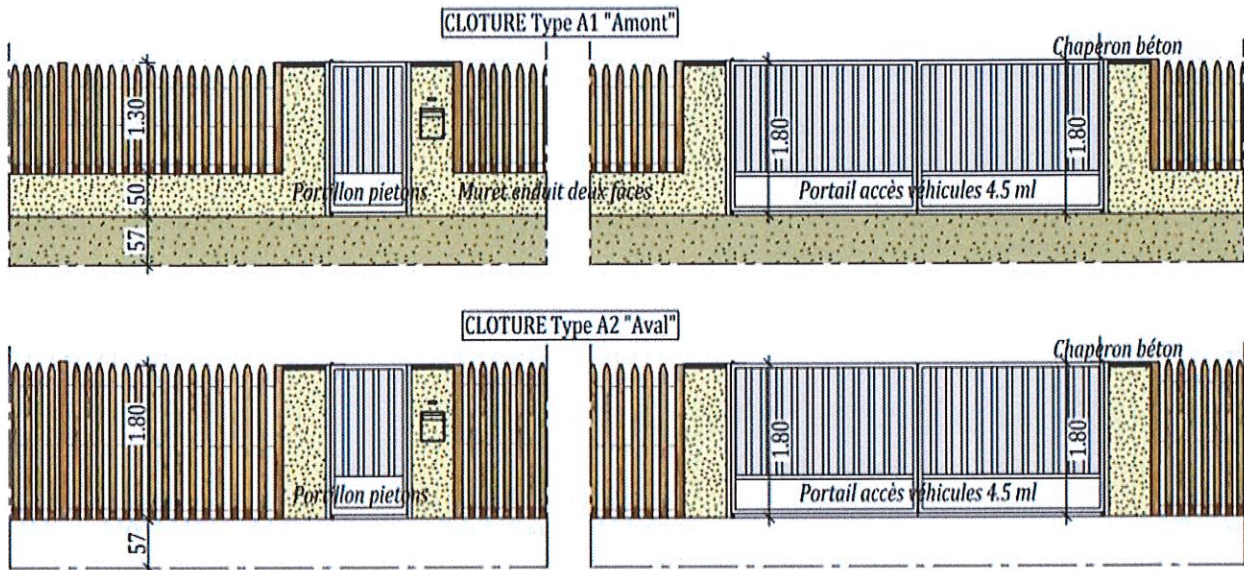 CLOTURE Type A1 "Amont"
Chaperon béton
1.30
50
57
Portillon pietons
Muret enduit deux faces
1.80
1.80
Portail accès véhicules 4.5 ml
CLOTURE Type A2 "Aval"
Chaperon béton
1.80
57
Portillon pietons
1.80
1.80
Portail accès véhicules 4.5 ml